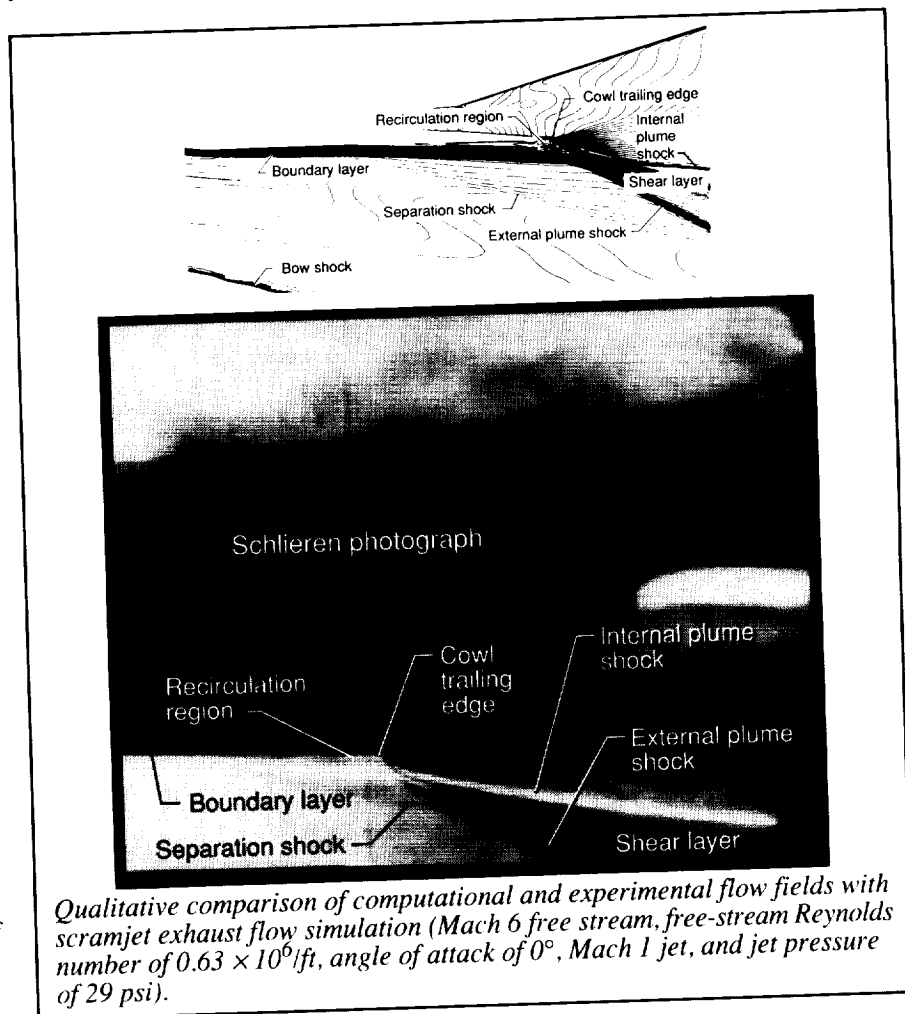 Cowl trailing edge
Recirculation region
Internal
plume
shock
Boundary layer
Shear layer
Separation shock
External plume shock
Bow shock
Schlieren photograph
Internal plume
shock
Cowl
trailing
edge
Recirculation
region
External plume
shock
Boundary layer
Separation shock
Shear layer
Qualitative comparison of computational and experimental flow fields with
scramjet exhaust flow simulation (Mach 6 free stream, free-stream Reynolds
number of 0.63 × 10⁶/ft, angle of attack of 0°, Mach 1 jet, and jet pressure
of 29 psi).